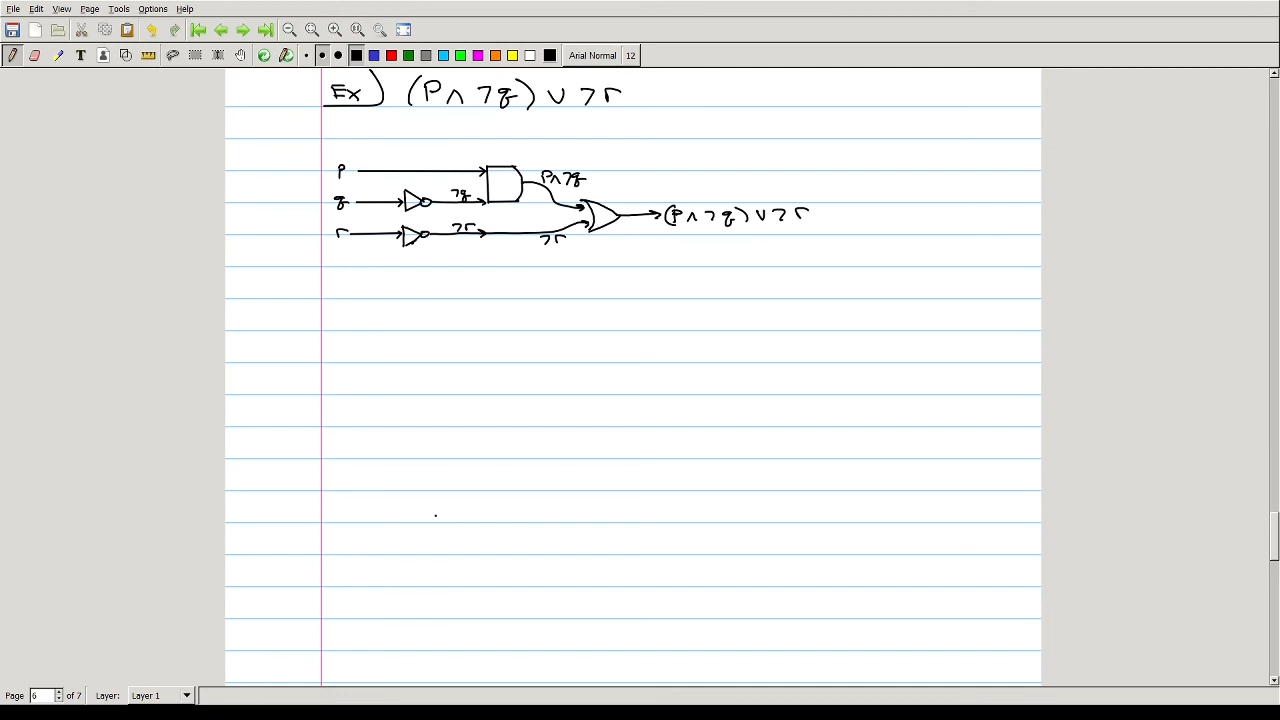 File Edit View Page Tools Options Help
Arial Normal 12
Ex) (P∧¬q)∨¬r
p
P∧¬q
q ¬q
(P∧¬q)∨¬r
r ¬r ¬r
Page 6 of 7 Layer: Layer 1